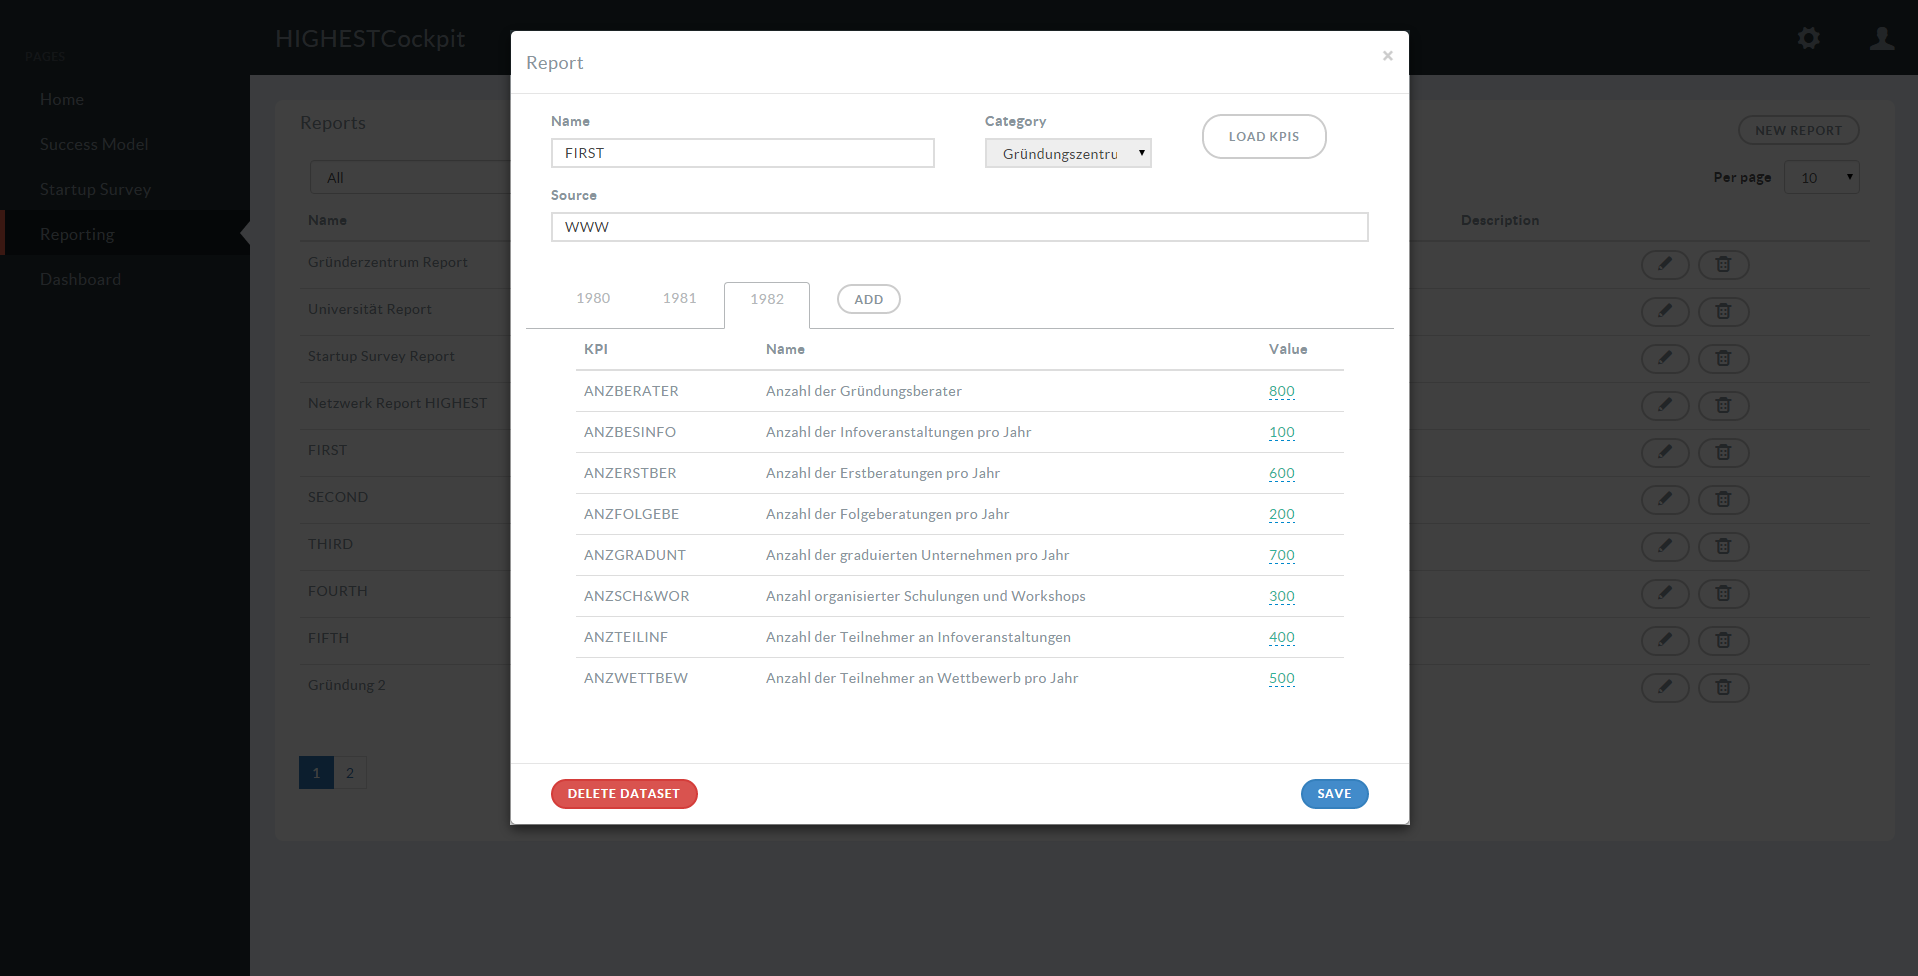 HIGHESTCockpit
PAGES
Home
Success Model
Startup Survey
Reporting
Dashboard
Reports
NEW REPORT
All
Per page 10
Name Description
Gründerzentrum Report
Universität Report
Startup Survey Report
Netzwerk Report HIGHEST
FIRST
SECOND
THIRD
FOURTH
FIFTH
Gründung 2
1 2
Report
×
Name Category
FIRST Gründungszentru LOAD KPIS
Source
WWW
1980 1981 1982 ADD
KPI Name Value
ANZBERATER Anzahl der Gründungsberater 800
ANZBESINFO Anzahl der Infoveranstaltungen pro Jahr 100
ANZERSTBER Anzahl der Erstberatungen pro Jahr 600
ANZFOLGEBE Anzahl der Folgeberatungen pro Jahr 200
ANZGRADUNT Anzahl der graduierten Unternehmen pro Jahr 700
ANZSCH&WOR Anzahl organisierter Schulungen und Workshops 300
ANZTEILINF Anzahl der Teilnehmer an Infoveranstaltungen 400
ANZWETTBEW Anzahl der Teilnehmer an Wettbewerb pro Jahr 500
DELETE DATASET SAVE